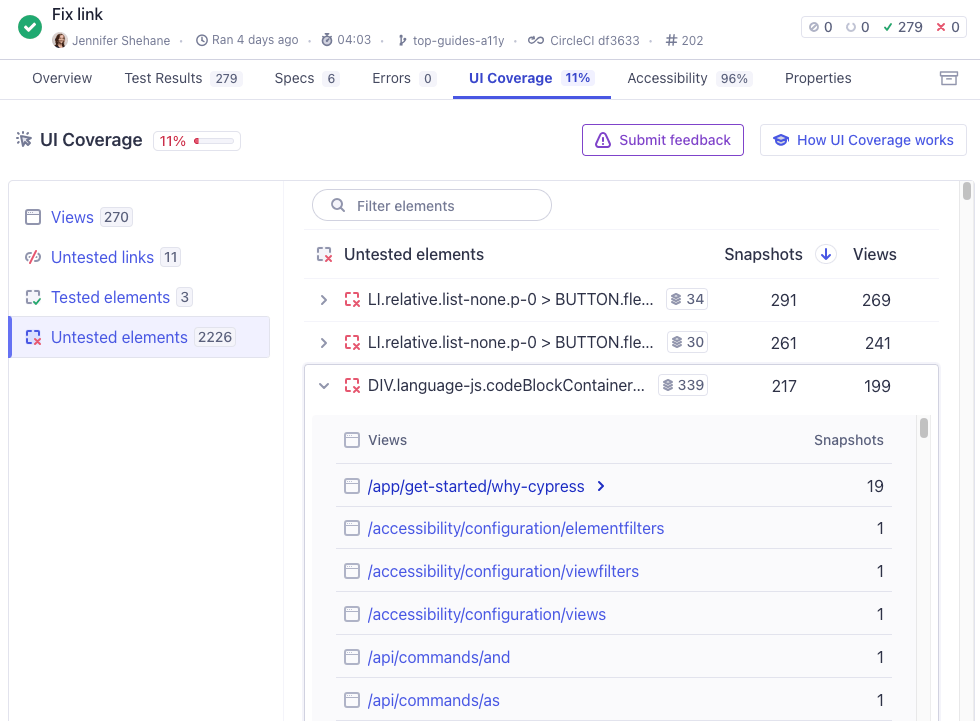 Fix link
Jennifer Shehane
Ran 4 days ago
04:03
top-guides-a11y
CircleCI df3633
# 202
0
0
279
0
Overview
Test Results 279
Specs 6
Errors 0
UI Coverage 11%
Accessibility 96%
Properties
UI Coverage 11%
Submit feedback
How UI Coverage works
Views 270
Untested links 11
Tested elements 3
Untested elements 2226
Filter elements
Untested elements Snapshots Views
LI.relative.list-none.p-0 > BUTTON.fle... 34 291 269
LI.relative.list-none.p-0 > BUTTON.fle... 30 261 241
DIV.language-js.codeBlockContainer... 339 217 199
Views Snapshots
/app/get-started/why-cypress 19
/accessibility/configuration/elementfilters 1
/accessibility/configuration/viewfilters 1
/accessibility/configuration/views 1
/api/commands/and 1
/api/commands/as 1